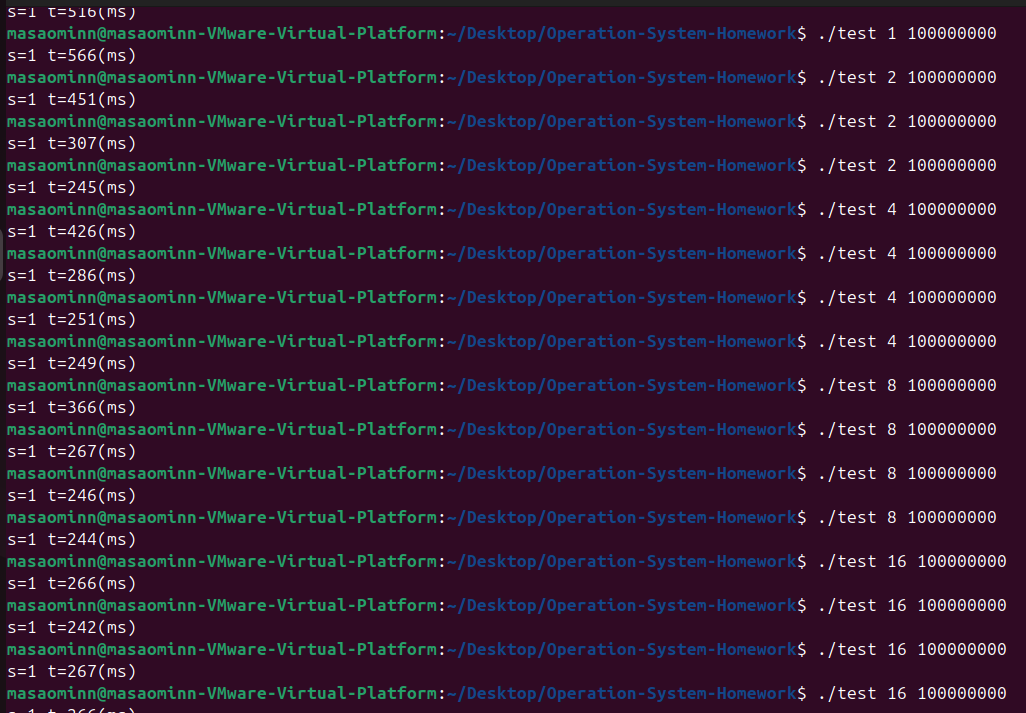 s=1 t=516(ms)
masaominn@masaominn-VMware-Virtual-Platform:~/Desktop/Operation-System-Homework$ ./test 1 100000000
s=1 t=566(ms)
masaominn@masaominn-VMware-Virtual-Platform:~/Desktop/Operation-System-Homework$ ./test 2 100000000
s=1 t=451(ms)
masaominn@masaominn-VMware-Virtual-Platform:~/Desktop/Operation-System-Homework$ ./test 2 100000000
s=1 t=307(ms)
masaominn@masaominn-VMware-Virtual-Platform:~/Desktop/Operation-System-Homework$ ./test 2 100000000
s=1 t=245(ms)
masaominn@masaominn-VMware-Virtual-Platform:~/Desktop/Operation-System-Homework$ ./test 4 100000000
s=1 t=426(ms)
masaominn@masaominn-VMware-Virtual-Platform:~/Desktop/Operation-System-Homework$ ./test 4 100000000
s=1 t=286(ms)
masaominn@masaominn-VMware-Virtual-Platform:~/Desktop/Operation-System-Homework$ ./test 4 100000000
s=1 t=251(ms)
masaominn@masaominn-VMware-Virtual-Platform:~/Desktop/Operation-System-Homework$ ./test 4 100000000
s=1 t=249(ms)
masaominn@masaominn-VMware-Virtual-Platform:~/Desktop/Operation-System-Homework$ ./test 8 100000000
s=1 t=366(ms)
masaominn@masaominn-VMware-Virtual-Platform:~/Desktop/Operation-System-Homework$ ./test 8 100000000
s=1 t=267(ms)
masaominn@masaominn-VMware-Virtual-Platform:~/Desktop/Operation-System-Homework$ ./test 8 100000000
s=1 t=246(ms)
masaominn@masaominn-VMware-Virtual-Platform:~/Desktop/Operation-System-Homework$ ./test 8 100000000
s=1 t=244(ms)
masaominn@masaominn-VMware-Virtual-Platform:~/Desktop/Operation-System-Homework$ ./test 16 100000000
s=1 t=266(ms)
masaominn@masaominn-VMware-Virtual-Platform:~/Desktop/Operation-System-Homework$ ./test 16 100000000
s=1 t=242(ms)
masaominn@masaominn-VMware-Virtual-Platform:~/Desktop/Operation-System-Homework$ ./test 16 100000000
s=1 t=267(ms)
masaominn@masaominn-VMware-Virtual-Platform:~/Desktop/Operation-System-Homework$ ./test 16 100000000